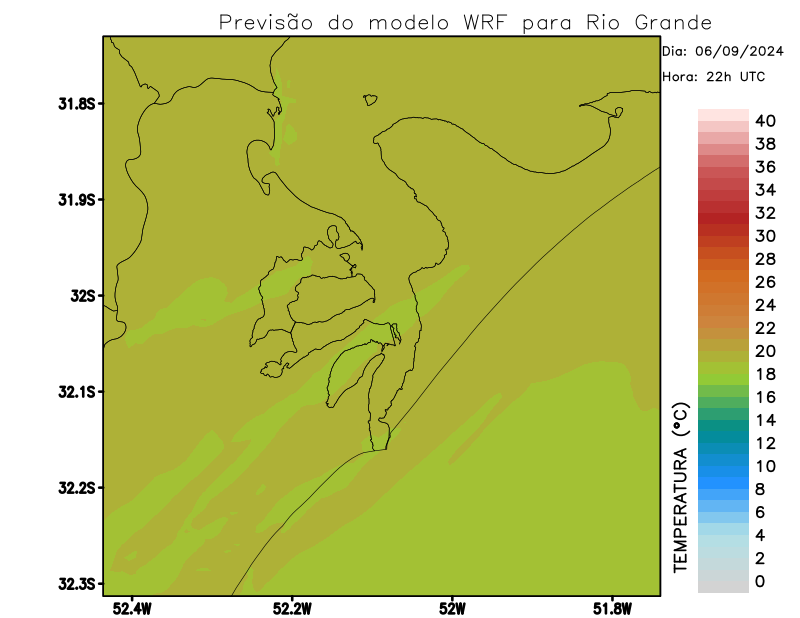 Previsão do modelo WRF para Rio Grande
Dia: 06/09/2024
Hora: 22h UTC
31.8S
31.9S
32S
32.1S
32.2S
32.3S
52.4W
52.2W
52W
51.8W
TEMPERATURA (°C)
40
38
36
34
32
30
28
26
24
22
20
18
16
14
12
10
8
6
4
2
0